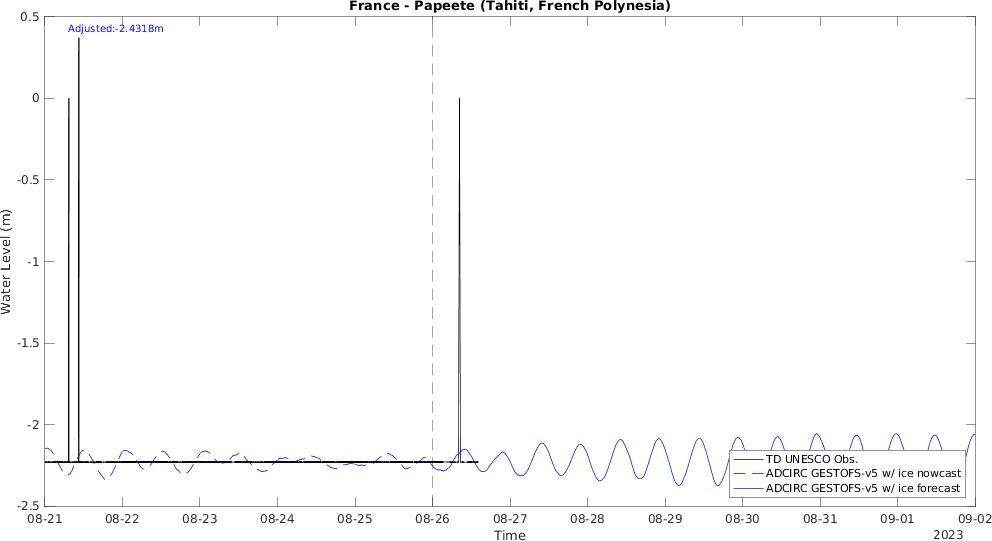 France - Papeete (Tahiti, French Polynesia)
Adjusted:-2.4318m
Water Level (m)
0.5
0
-0.5
-1
-1.5
-2
-2.5
TD UNESCO Obs.
ADCIRC GESTOFS-v5 w/ ice nowcast
ADCIRC GESTOFS-v5 w/ ice forecast
08-21 08-22 08-23 08-24 08-25 08-26 08-27 08-28 08-29 08-30 08-31 09-01 09-02
Time
2023